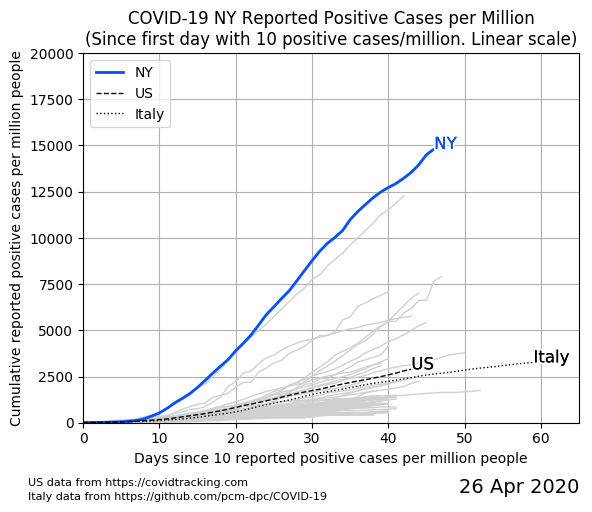 COVID-19 NY Reported Positive Cases per Million
(Since first day with 10 positive cases/million. Linear scale)
Cumulative reported positive cases per million people
20000
17500
15000
12500
10000
7500
5000
2500
0
NY
US
Italy
NY
US
Italy
0
10
20
30
40
50
60
Days since 10 reported positive cases per million people
US data from https://covidtracking.com
Italy data from https://github.com/pcm-dpc/COVID-19
26 Apr 2020